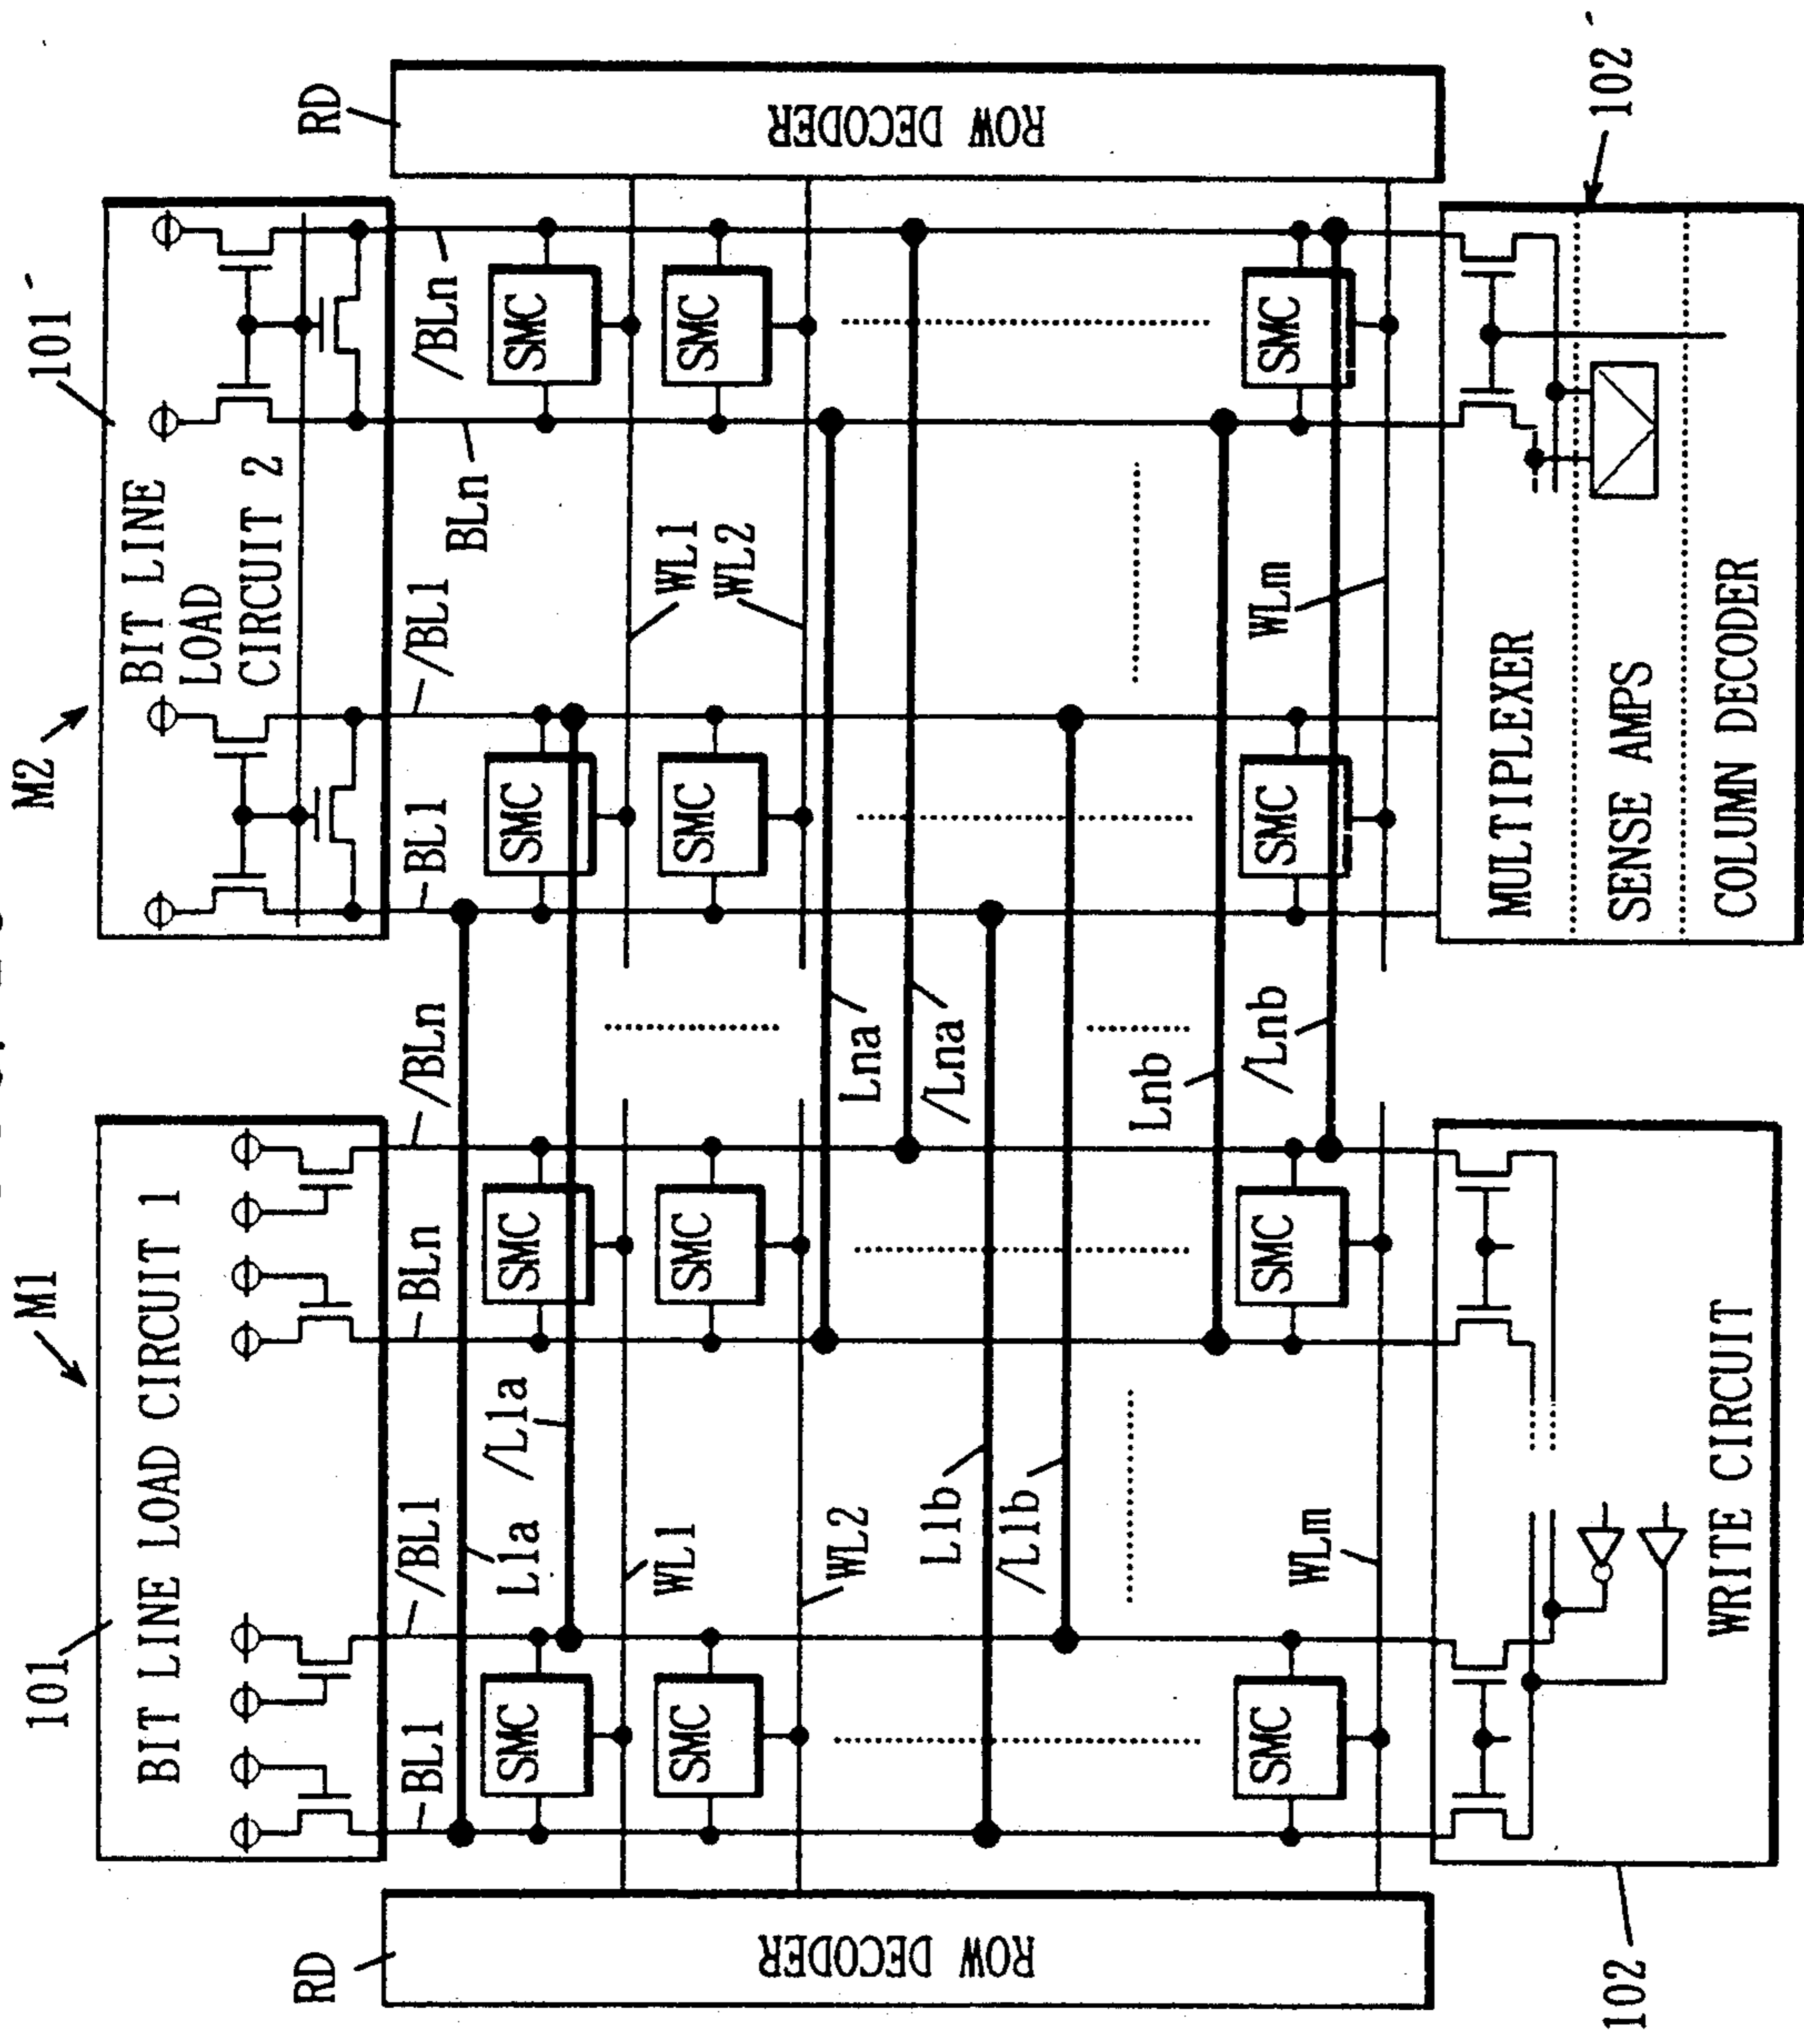 M1
M2
101
101'
BIT LINE LOAD CIRCUIT 1
BIT LINE
LOAD
CIRCUIT 2
RD
RD
BL1
/BL1
BLn
/BLn
BL1
/BL1
BLn
/BLn
L1a
/L1a
SMC
SMC
SMC
SMC
WL1
WL1
SMC
SMC
SMC
SMC
WL2
WL2
Lna
/Lna
L1b
/L1b
Lnb
/Lnb
WLm
WLm
SMC
SMC
SMC
SMC
ROW DECODER
ROW DECODER
WRITE CIRCUIT
MULTIPLEXER
SENSE AMPS
COLUMN DECODER
102
102'